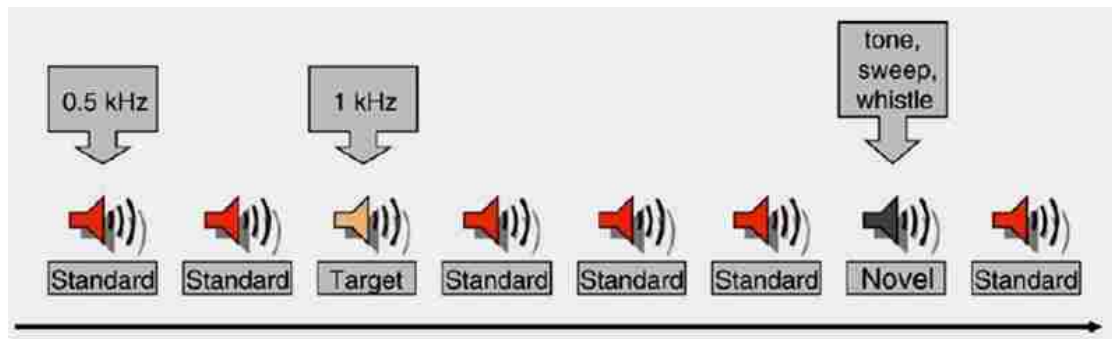 0.5 kHz
1 kHz
tone,
sweep,
whistle
Standard
Standard
Target
Standard
Standard
Standard
Novel
Standard